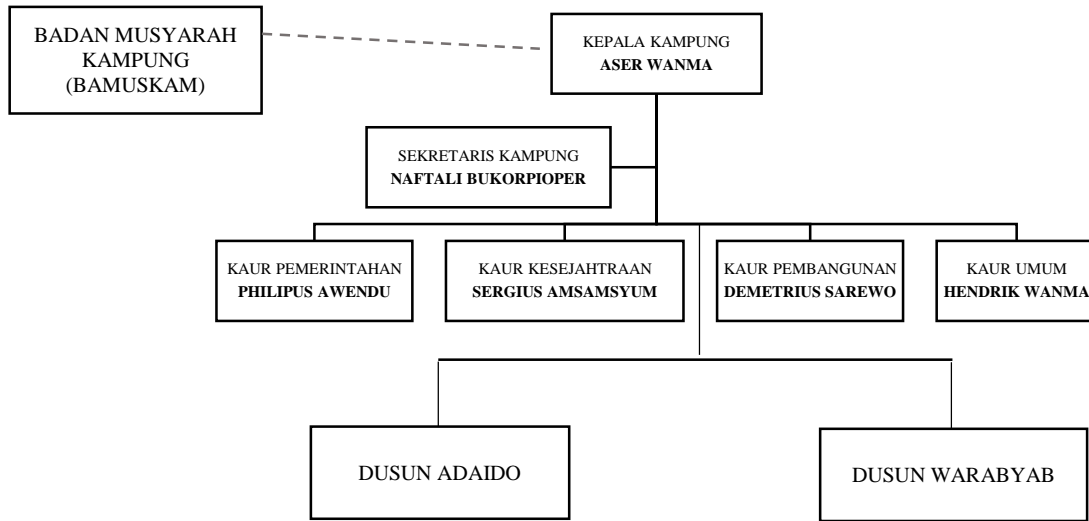 BADAN MUSYARAH
KAMPUNG
(BAMUSKAM)
KEPALA KAMPUNG
ASER WANMA
SEKRETARIS KAMPUNG
NAFTALI BUKORPIOPER
KAUR PEMERINTAHAN
PHILIPUS AWENDU
KAUR KESEJAHTRAAN
SERGIUS AMSAMSYUM
KAUR PEMBANGUNAN
DEMETRIUS SAREWO
KAUR UMUM
HENDRIK WANMA
DUSUN ADAIDO
DUSUN WARABYAB